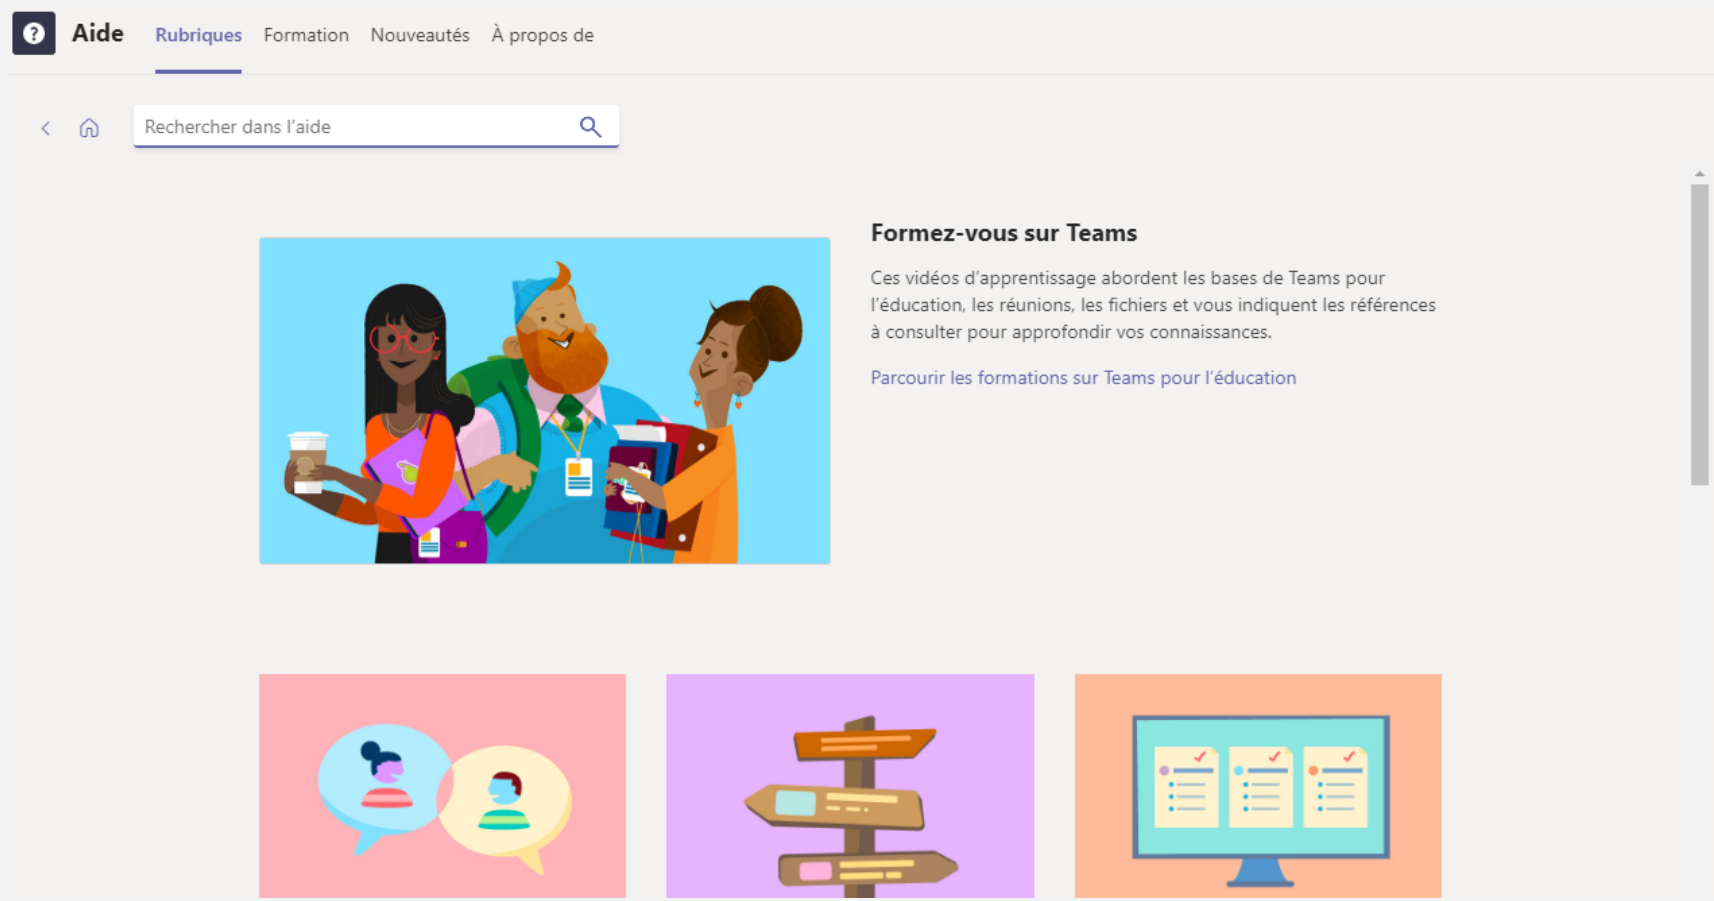 Aide
Rubriques
Formation
Nouveautés
À propos de
Rechercher dans l’aide
Formez-vous sur Teams
Ces vidéos d’apprentissage abordent les bases de Teams pour
l’éducation, les réunions, les fichiers et vous indiquent les références
à consulter pour approfondir vos connaissances.
Parcourir les formations sur Teams pour l’éducation